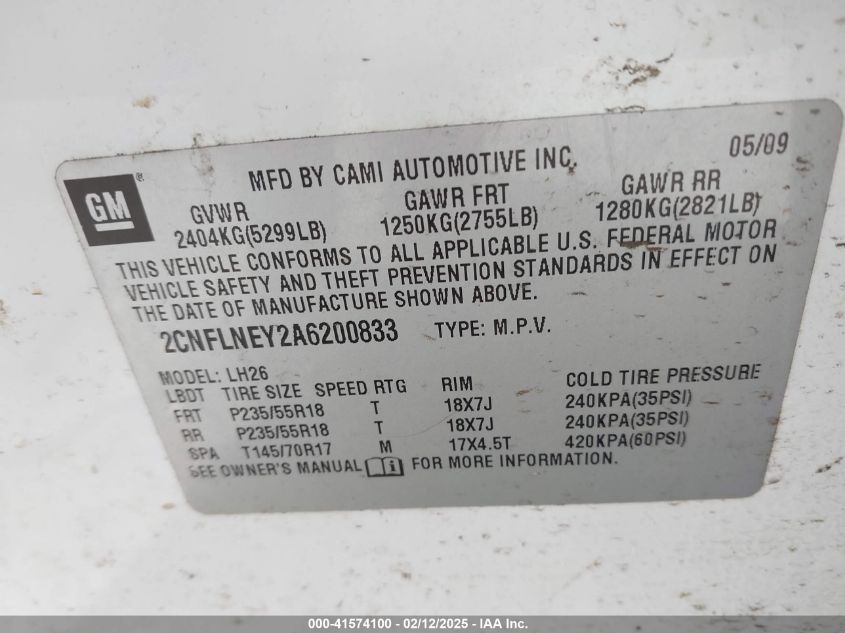 05/09
MFD BY CAMI AUTOMOTIVE INC.
GM®
GVWR GAWR FRT GAWR RR
2404KG(5299LB) 1250KG(2755LB) 1280KG(2821LB)
THIS VEHICLE CONFORMS TO ALL APPLICABLE U.S. FEDERAL MOTOR
VEHICLE SAFETY AND THEFT PREVENTION STANDARDS IN EFFECT ON
THE DATE OF MANUFACTURE SHOWN ABOVE.
2CNFLNEY2A6200833 TYPE: M.P.V.
MODEL: LH26
LBDT TIRE SIZE SPEED RTG RIM COLD TIRE PRESSURE
FRT P235/55R18 T 18X7J 240KPA(35PSI)
RR P235/55R18 T 18X7J 240KPA(35PSI)
SPA T145/70R17 M 17X4.5T 420KPA(60PSI)
SEE OWNER'S MANUAL i FOR MORE INFORMATION.
000-41574100 - 02/12/2025 - IAA Inc.